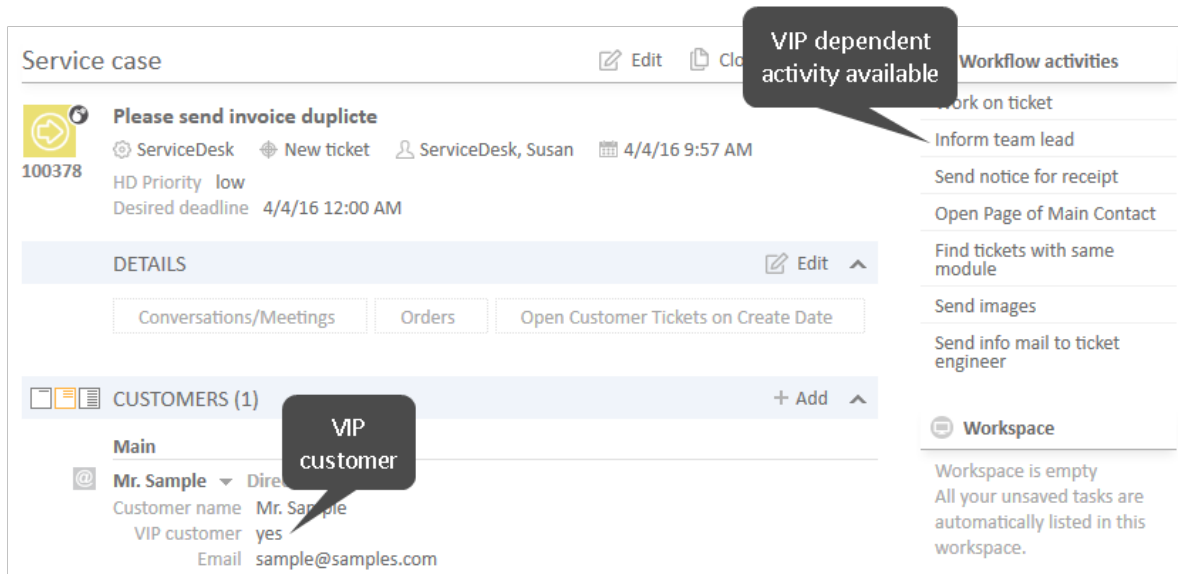 Service case
Edit
Clo
VIP dependent
activity available
Workflow activities
Please send invoice duplicte
ServiceDesk New ticket ServiceDesk, Susan 4/4/16 9:57 AM
100378
HD Priority low
Desired deadline 4/4/16 12:00 AM
Work on ticket
Inform team lead
Send notice for receipt
Open Page of Main Contact
Find tickets with same
module
Send images
Send info mail to ticket
engineer
DETAILS
Edit
Conversations/Meetings Orders Open Customer Tickets on Create Date
CUSTOMERS (1)
Add
VIP
customer
Main
@
Mr. Sample Dire
Customer name Mr. Sample
VIP customer yes
Email sample@samples.com
Workspace
Workspace is empty
All your unsaved tasks are
automatically listed in this
workspace.